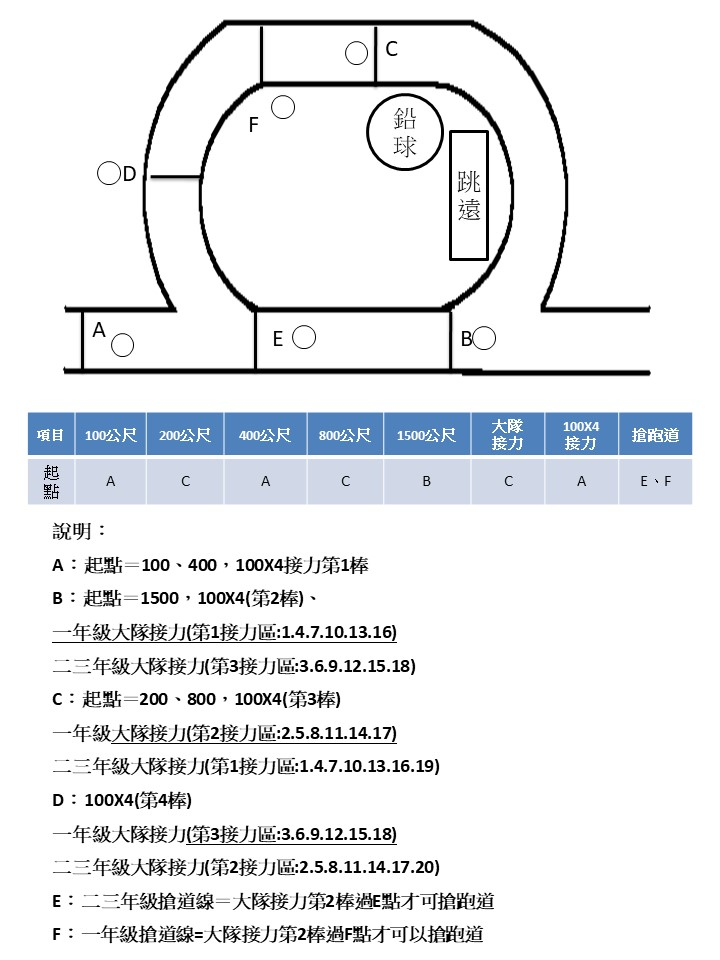 C
F
鉛
球
跳
遠
D
A
E
B
項目 100公尺 200公尺 400公尺 800公尺 1500公尺 大隊接力 100X4接力 搶跑道
起點 A C A C B C A E、F
說明：
A：起點＝100、400，100X4接力第1棒
B：起點＝1500，100X4(第2棒)、
一年級大隊接力(第1接力區:1.4.7.10.13.16)
二三年級大隊接力(第3接力區:3.6.9.12.15.18)
C：起點＝200、800，100X4(第3棒)
一年級大隊接力(第2接力區:2.5.8.11.14.17)
二三年級大隊接力(第1接力區:1.4.7.10.13.16.19)
D：100X4(第4棒)
一年級大隊接力(第3接力區:3.6.9.12.15.18)
二三年級大隊接力(第2接力區:2.5.8.11.14.17.20)
E：二三年級搶道線＝大隊接力第2棒過E點才可搶跑道
F：一年級搶道線=大隊接力第2棒過F點才可以搶跑道